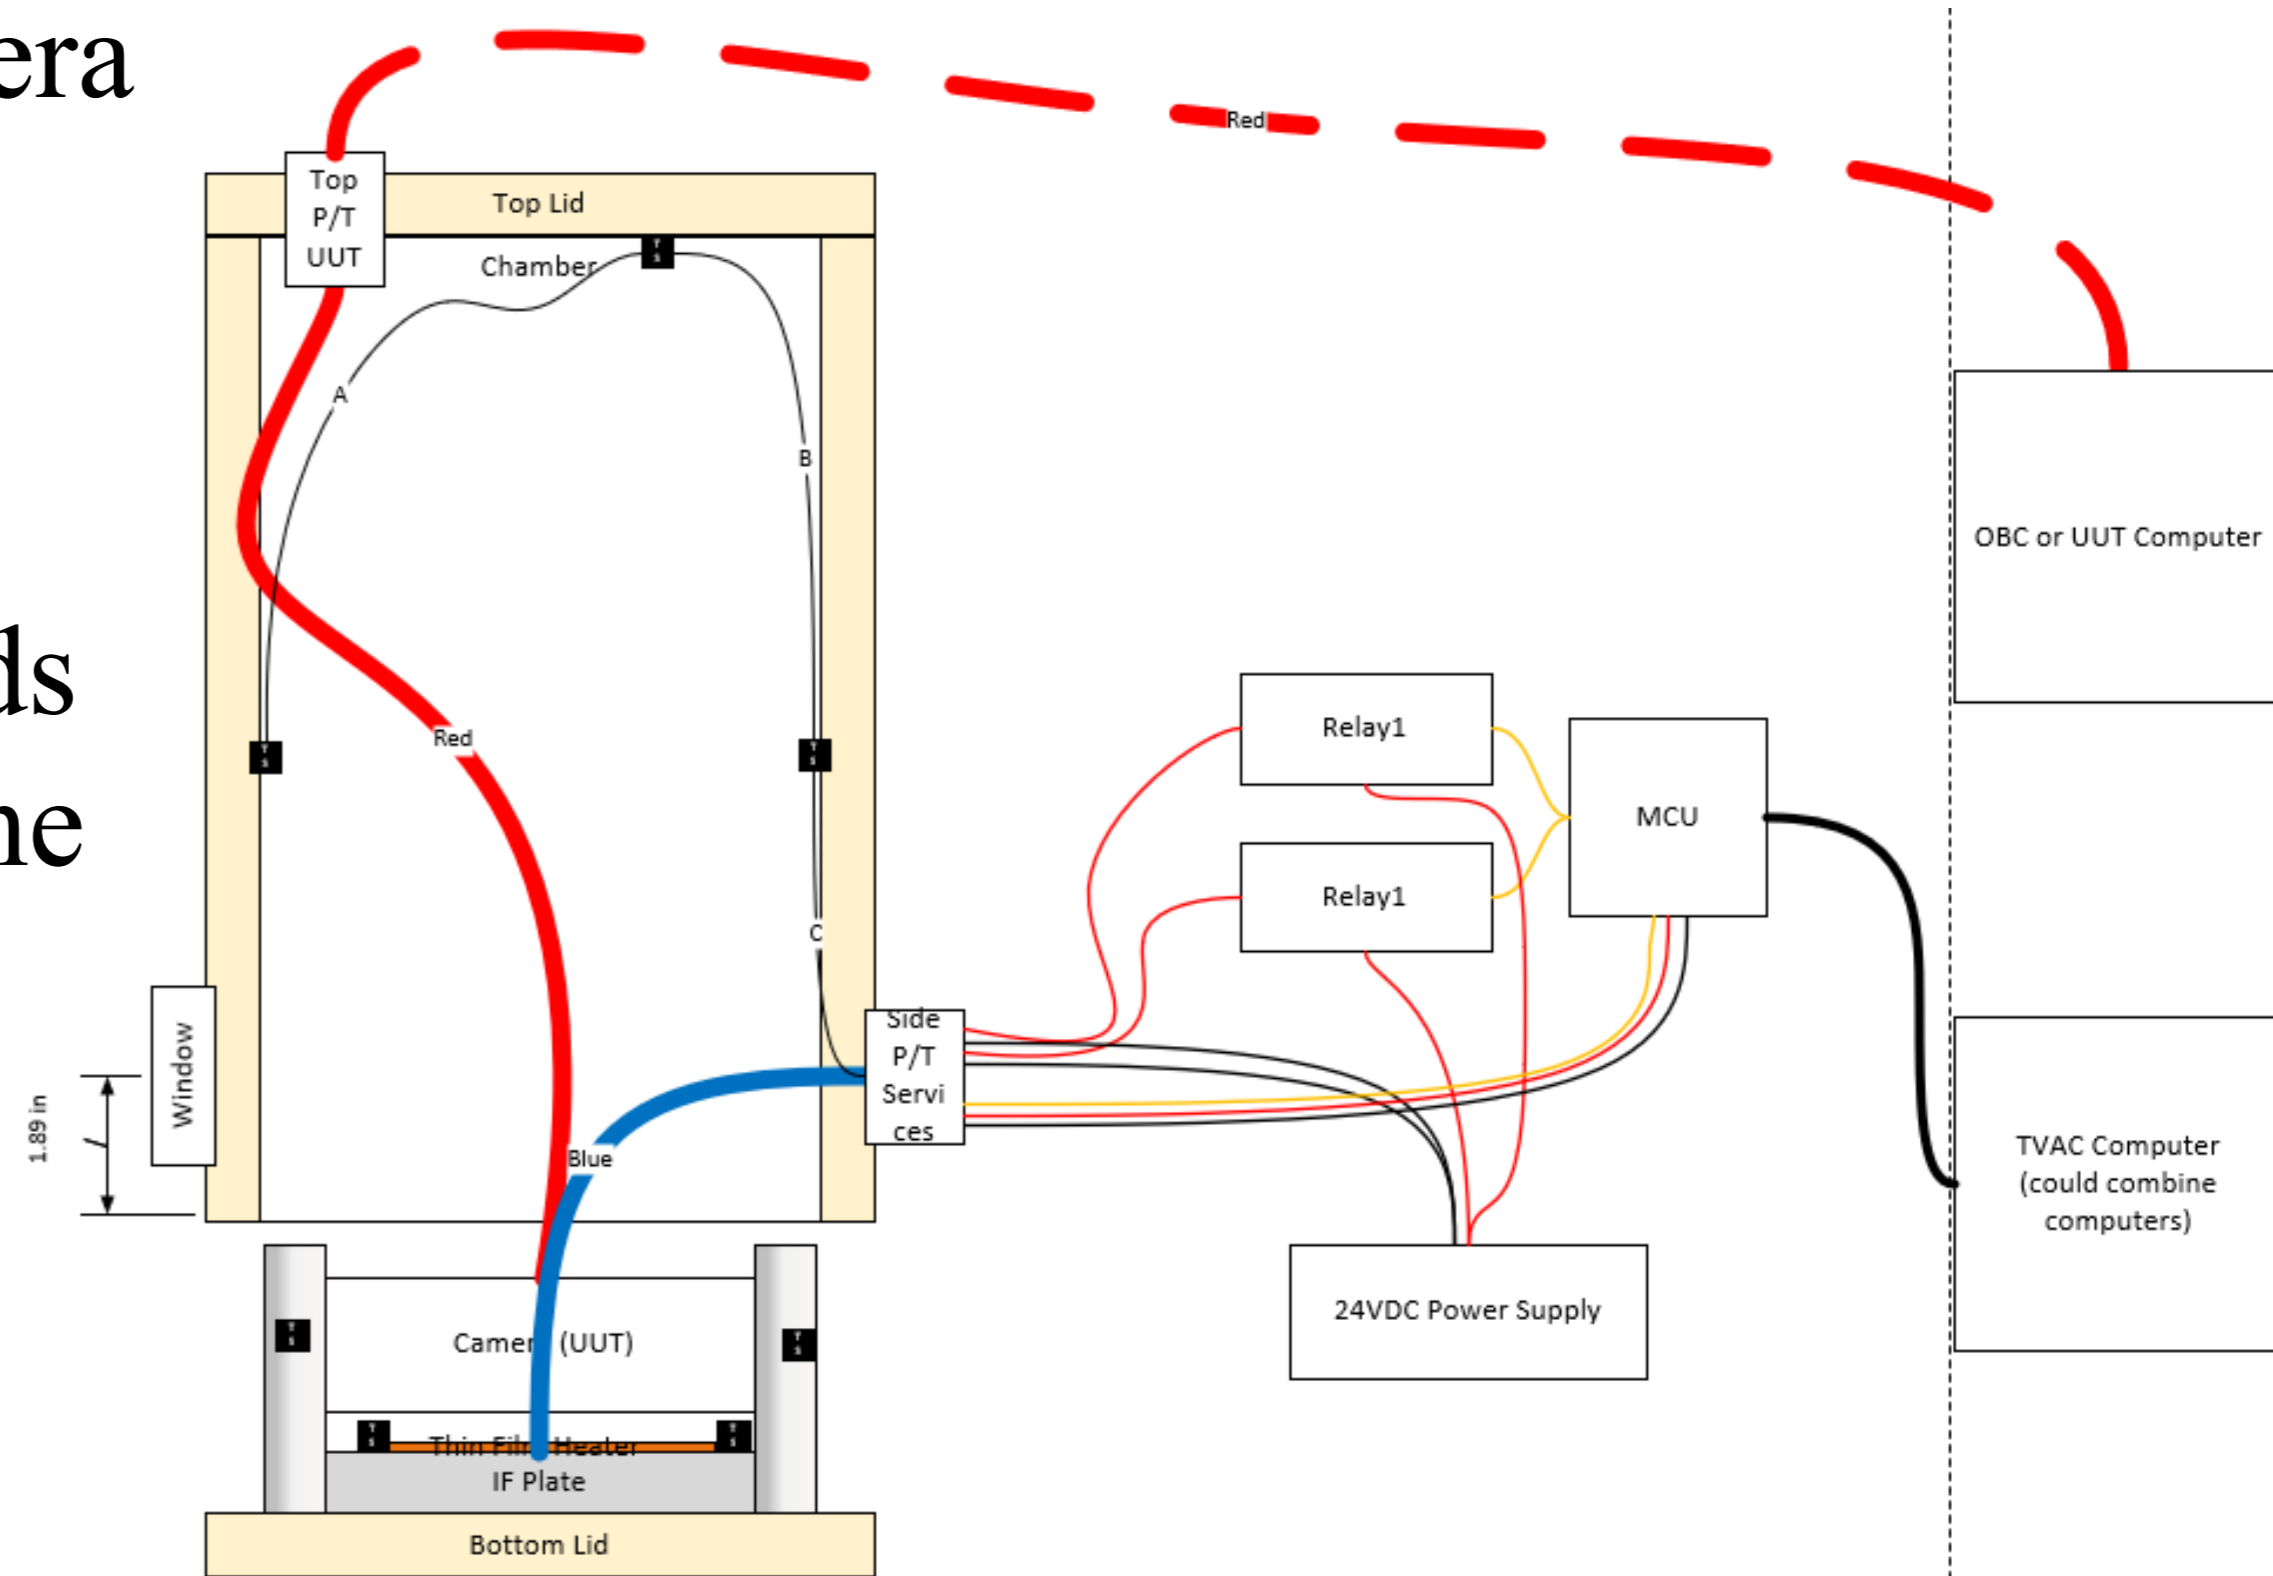 era
ds
ne
Red
Top
P/T
UUT
Top Lid
Chamber
T
S
A
B
Red
T
S
T
S
C
Window
1.89 in
Side
P/T
Servi
ces
Blue
Relay1
Relay1
MCU
OBC or UUT Computer
TVAC Computer
(could combine
computers)
24VDC Power Supply
T
S
Camer (UUT)
T
S
T
S
Thin Film Heater
T
S
IF Plate
Bottom Lid